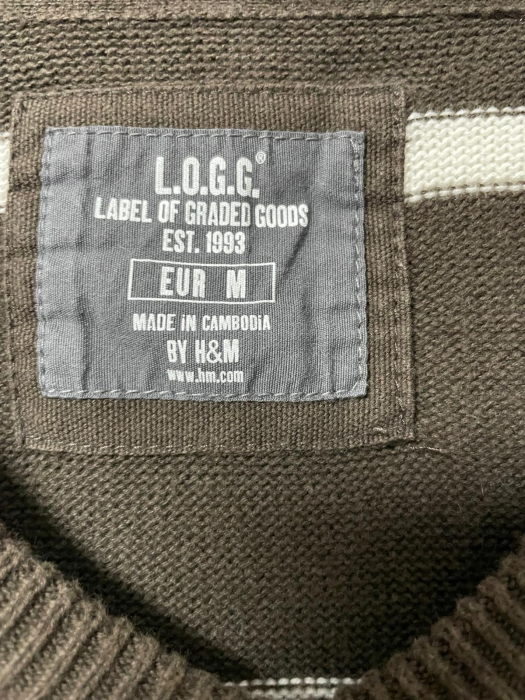 L.O.G.G.®
LABEL OF GRADED GOODS
EST. 1993
EUR M
MADE iN CAMBODiA
BY H&M
www.hm.com